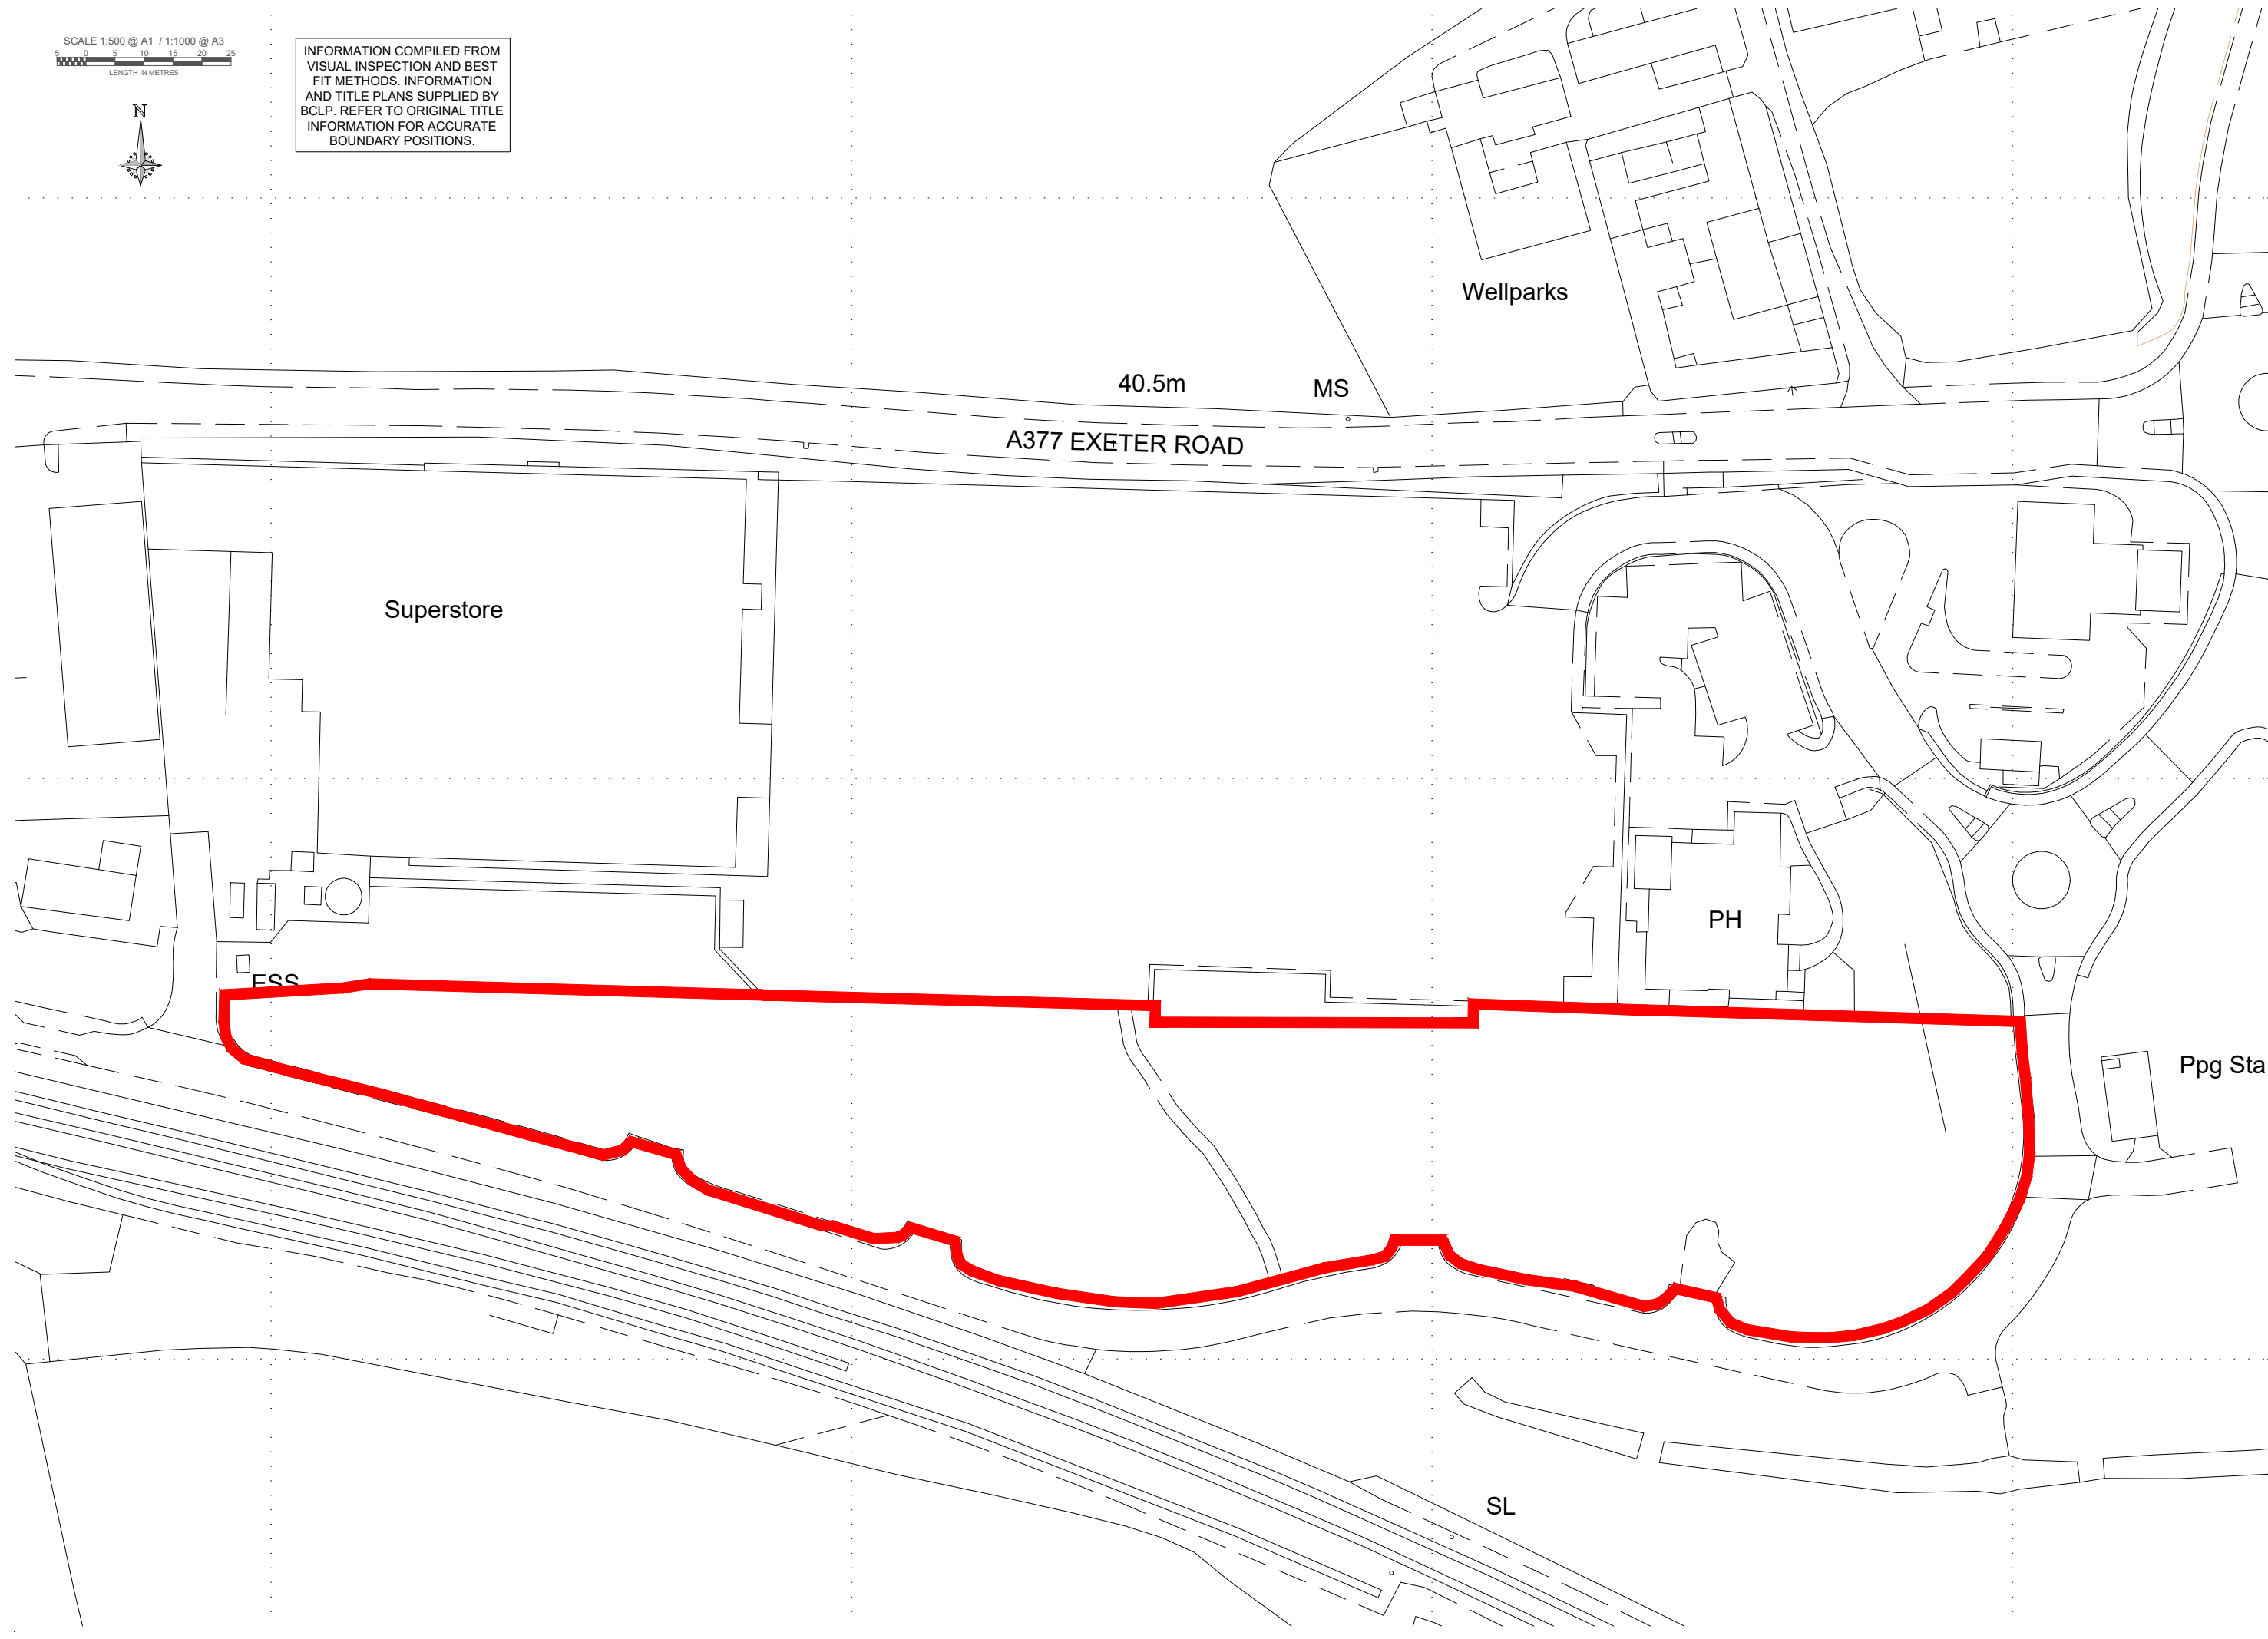 SCALE 1:500 @ A1 / 1:1000 @ A3
5 0 5 10 15 20 25
LENGTH IN METRES
N
INFORMATION COMPILED FROM
VISUAL INSPECTION AND BEST
FIT METHODS. INFORMATION
AND TITLE PLANS SUPPLIED BY
BCLP. REFER TO ORIGINAL TITLE
INFORMATION FOR ACCURATE
BOUNDARY POSITIONS.
Wellparks
40.5m
MS
A377 EXETER ROAD
Superstore
PH
ESS
Ppg Sta
SL